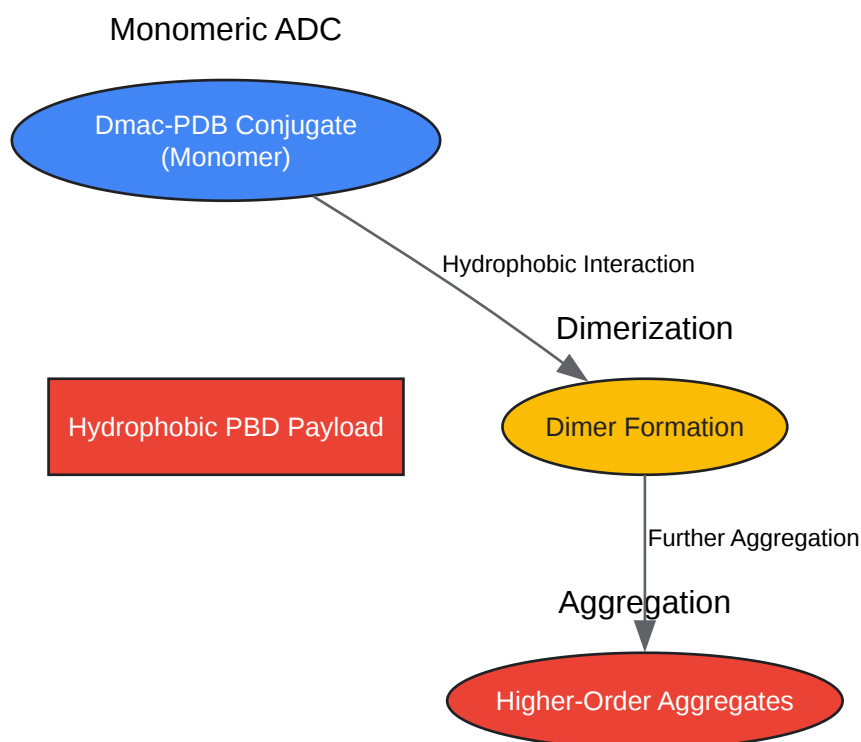 Monomeric ADC
Dmac-PDB Conjugate
(Monomer)
Hydrophobic Interaction
Dimerization
Hydrophobic PBD Payload
Dimer Formation
Further Aggregation
Aggregation
Higher-Order Aggregates